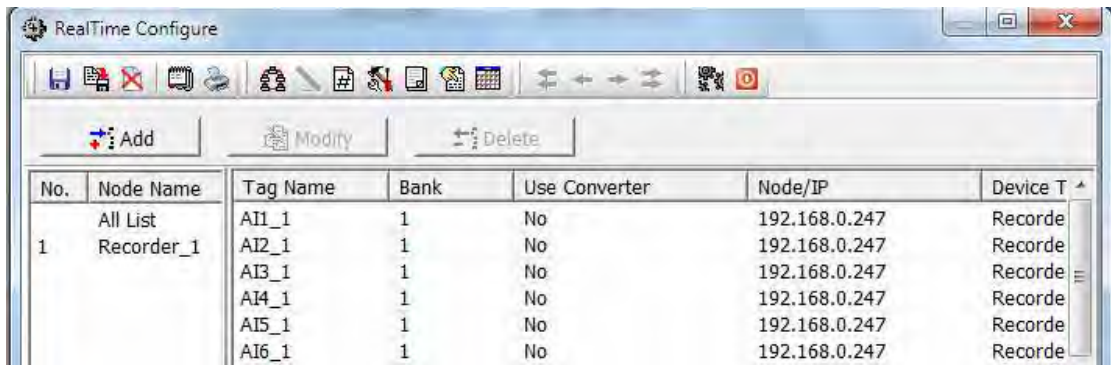 RealTime Configure
Add Modify Delete
No. Node Name Tag Name Bank Use Converter Node/IP Device T
All List AI1_1 1 No 192.168.0.247 Recorde
1 Recorder_1 AI2_1 1 No 192.168.0.247 Recorde
AI3_1 1 No 192.168.0.247 Recorde
AI4_1 1 No 192.168.0.247 Recorde
AI5_1 1 No 192.168.0.247 Recorde
AI6_1 1 No 192.168.0.247 Recorde